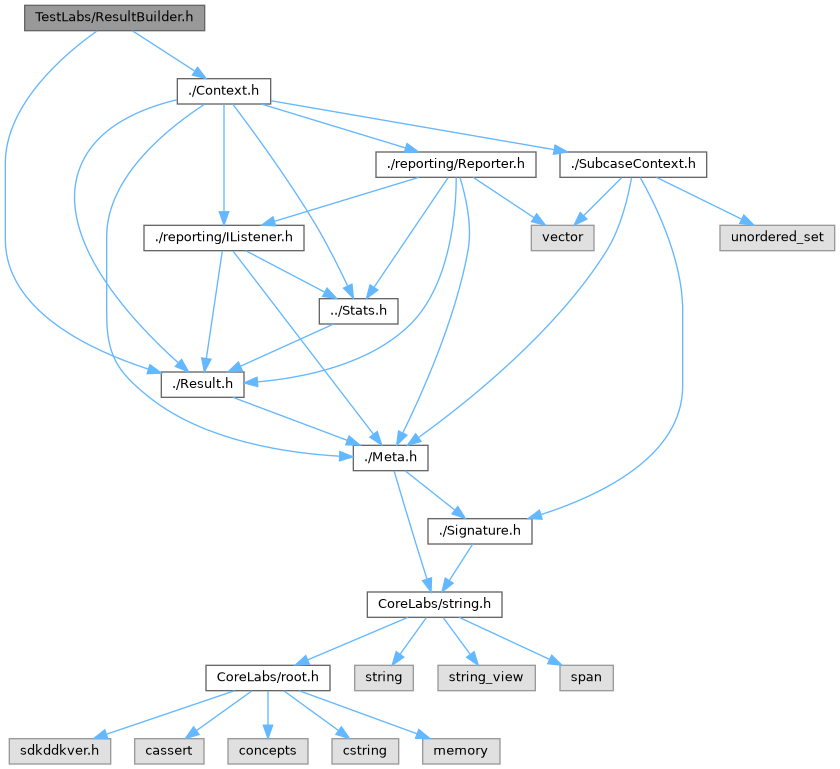 TestLabs/ResultBuilder.h
./Context.h
./reporting/Reporter.h
./SubcaseContext.h
./reporting/IListener.h
vector
unordered_set
../Stats.h
./Result.h
./Meta.h
./Signature.h
CoreLabs/string.h
CoreLabs/root.h
string
string_view
span
sdkddkver.h
cassert
concepts
cstring
memory